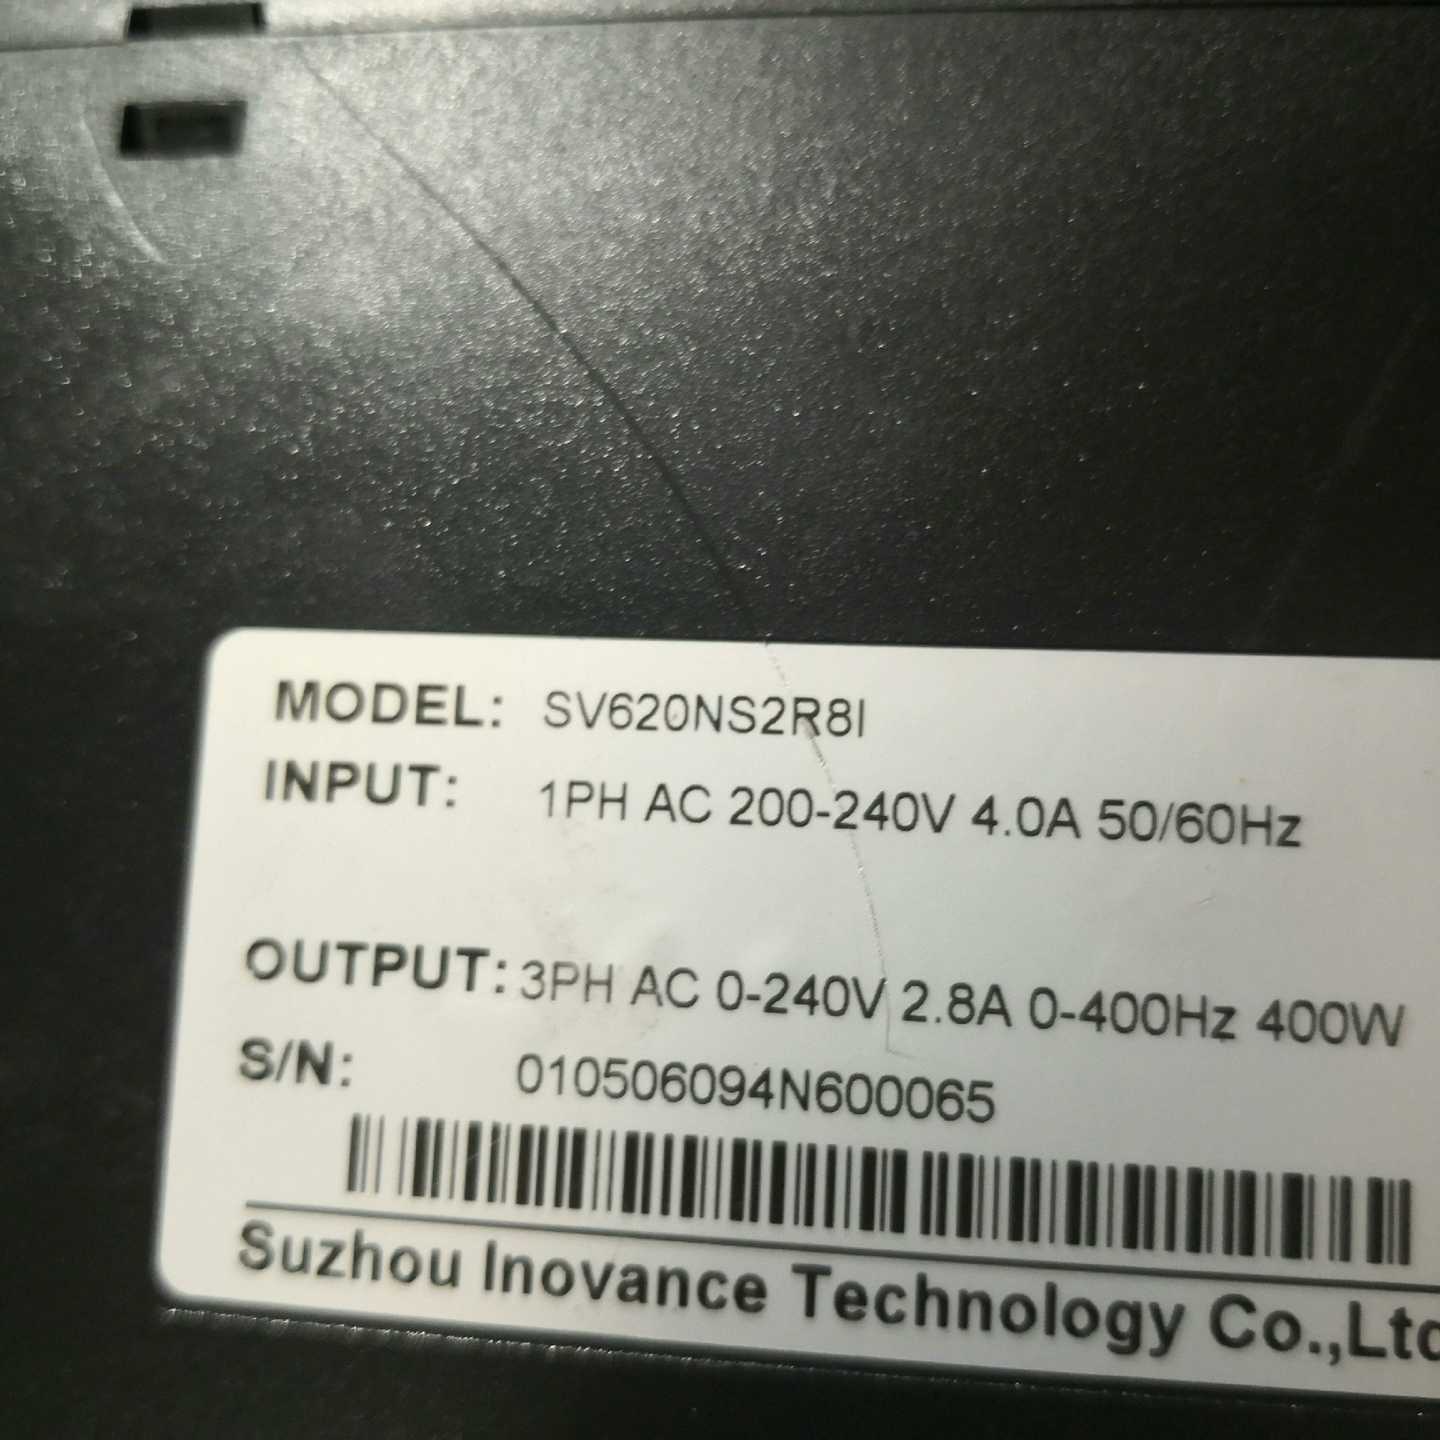 MODEL: SV620NS2R8I
INPUT: 1PH AC 200-240V 4.0A 50/60Hz
OUTPUT: 3PH AC 0-240V 2.8A 0-400Hz 400W
S/N: 010506094N600065
Suzhou Inovance Technology Co.,Ltd